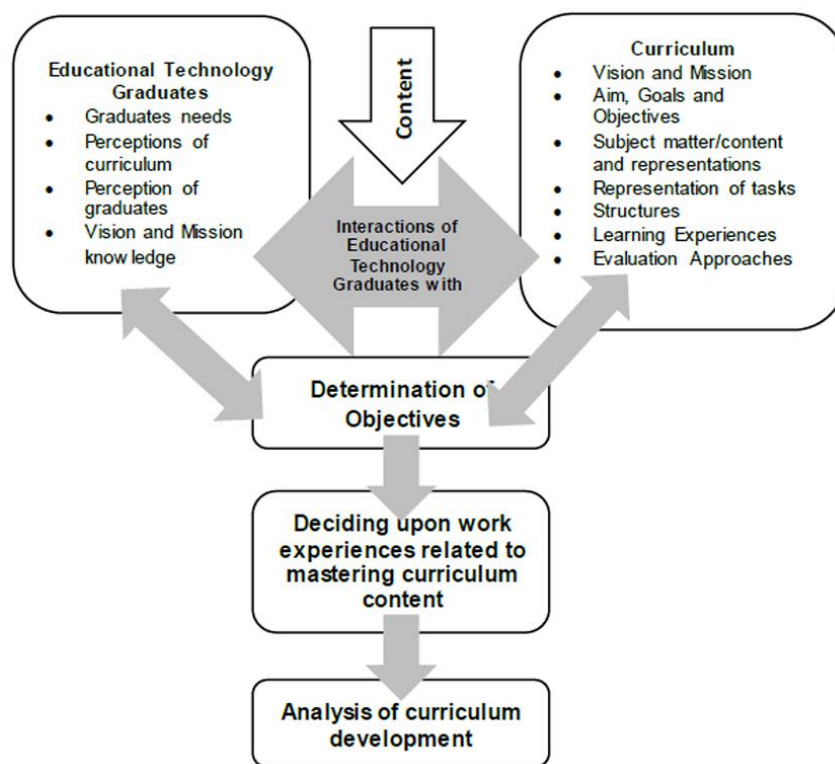 Educational Technology
Graduates
• Graduates needs
• Perceptions of
curriculum
• Perception of
graduates
• Vision and Mission
knowledge
Content
Interactions of
Educational
Technology
Graduates with
Curriculum
• Vision and Mission
• Aim, Goals and
Objectives
• Subject matter/content
and representations
• Representation of tasks
• Structures
• Learning Experiences
• Evaluation Approaches
Determination of
Objectives
Deciding upon work
experiences related to
mastering curriculum
content
Analysis of curriculum
development